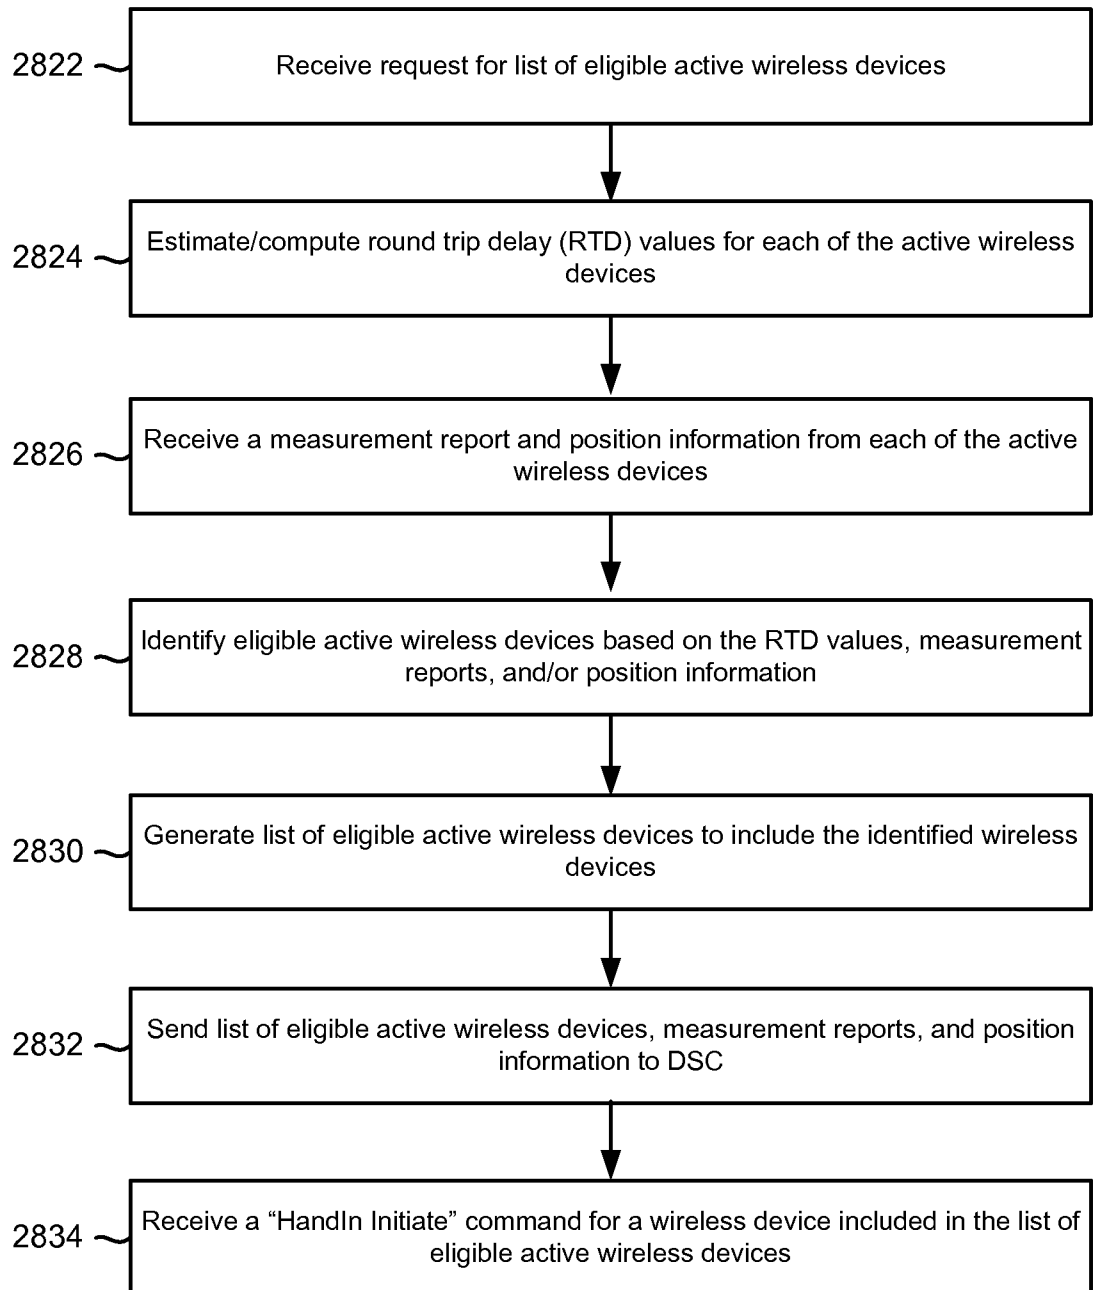 2822
Receive request for list of eligible active wireless devices
2824
Estimate/compute round trip delay (RTD) values for each of the active wireless
devices
2826
Receive a measurement report and position information from each of the active
wireless devices
2828
Identify eligible active wireless devices based on the RTD values, measurement
reports, and/or position information
2830
Generate list of eligible active wireless devices to include the identified wireless
devices
2832
Send list of eligible active wireless devices, measurement reports, and position
information to DSC
2834
Receive a “HandIn Initiate” command for a wireless device included in the list of
eligible active wireless devices